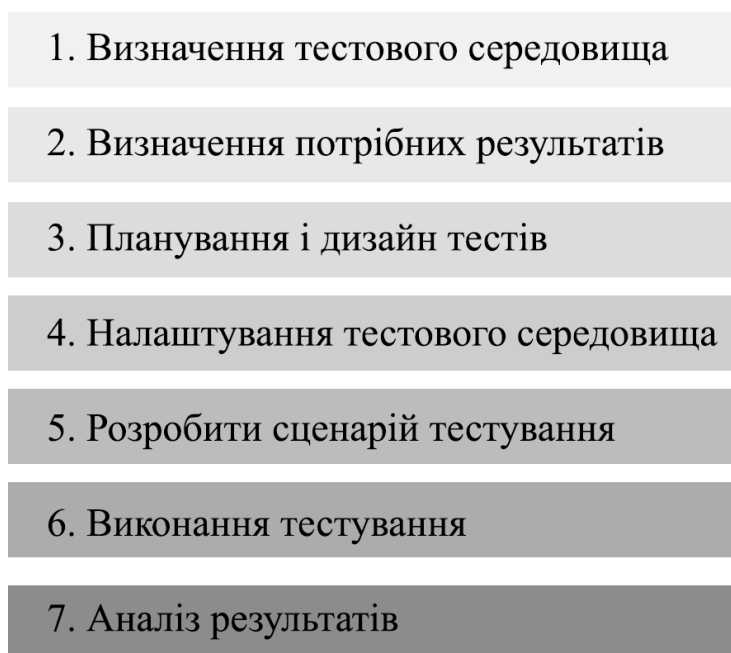 1. Визначення тестового середовища
2. Визначення потрібних результатів
3. Планування і дизайн тестів
4. Налаштування тестового середовища
5. Розробити сценарій тестування
6. Виконання тестування
7. Аналіз результатів